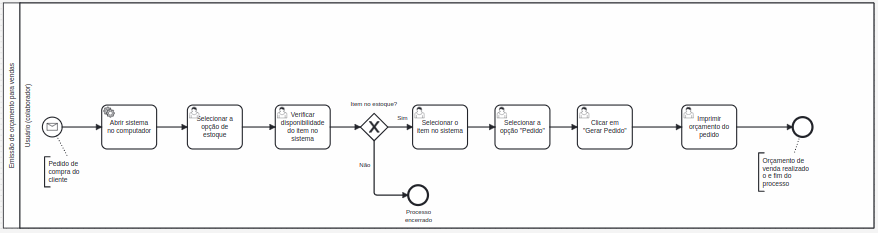 Emissão de orçamento para vendas
Usuário (colaborador)
Pedido de
compra do
cliente
Abrir sistema
no computador
Selecionar a
opção de
estoque
Verificar
disponibilidade
do item no
sistema
Item no estoque?
Sim
Não
Processo
encerrado
Selecionar o
item no sistema
Selecionar a
opção "Pedido"
Clicar em
"Gerar Pedido"
Imprimir
orçamento do
pedido
Orçamento de
venda realizado
o e fim do
processo